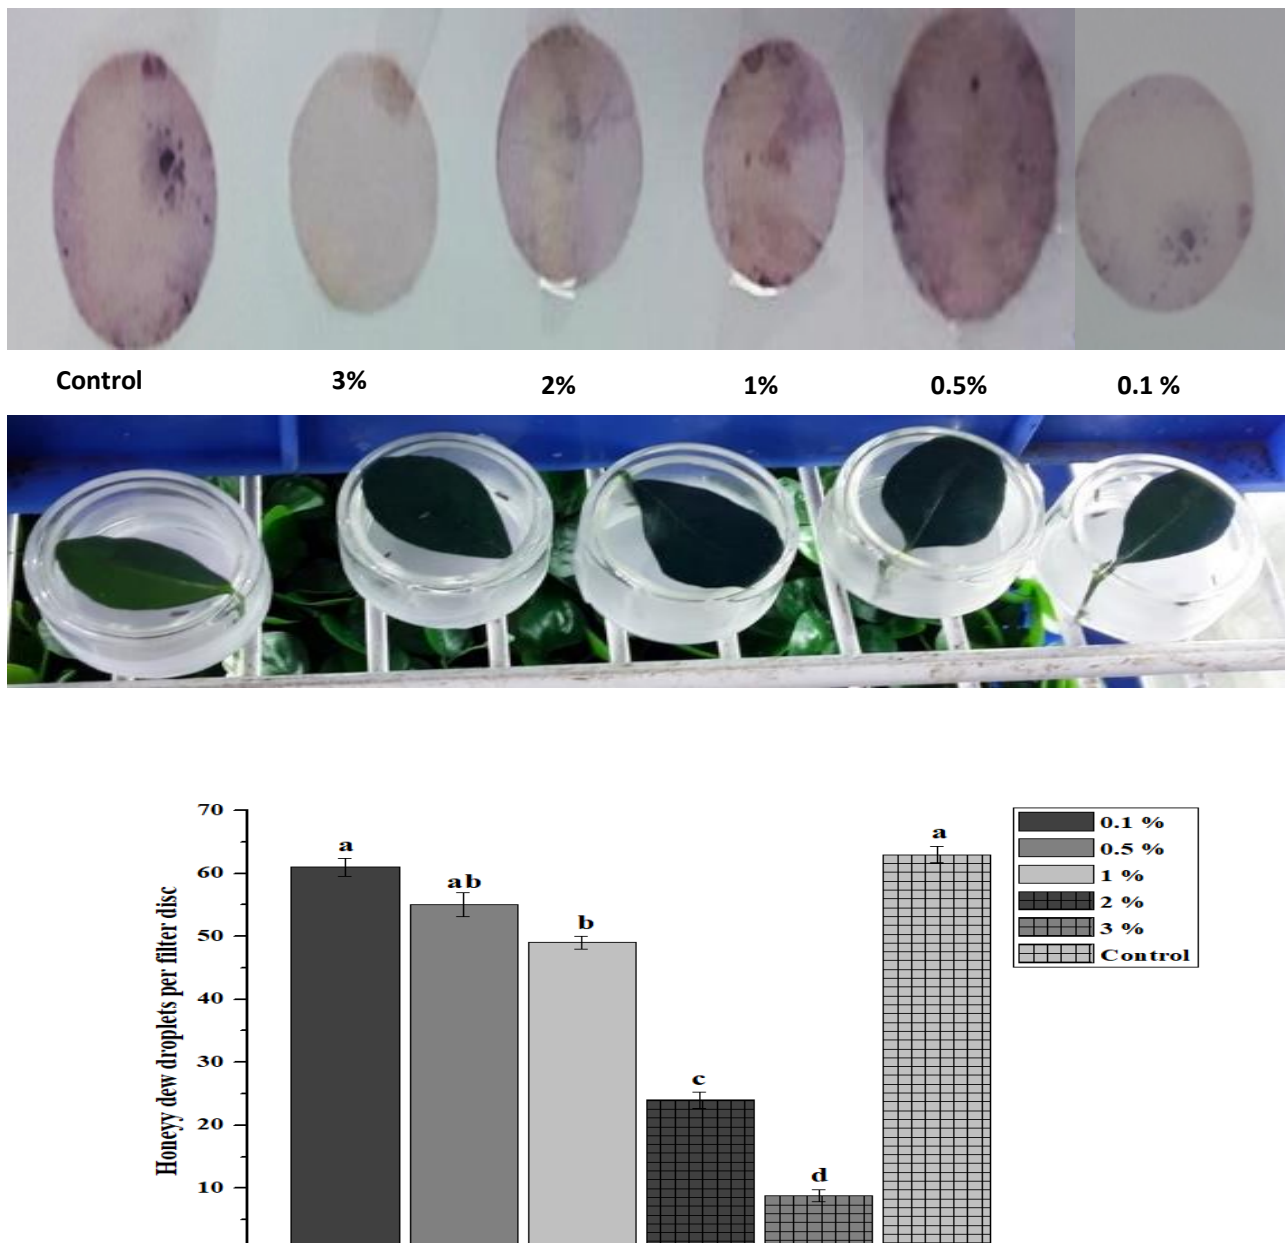 Control 3% 2% 1% 0.5% 0.1 %
70
60
50
40
30
20
10
Honeyy dew droplets per filter disc
a
ab
b
c
d
a
0.1 %
0.5 %
1 %
2 %
3 %
Control